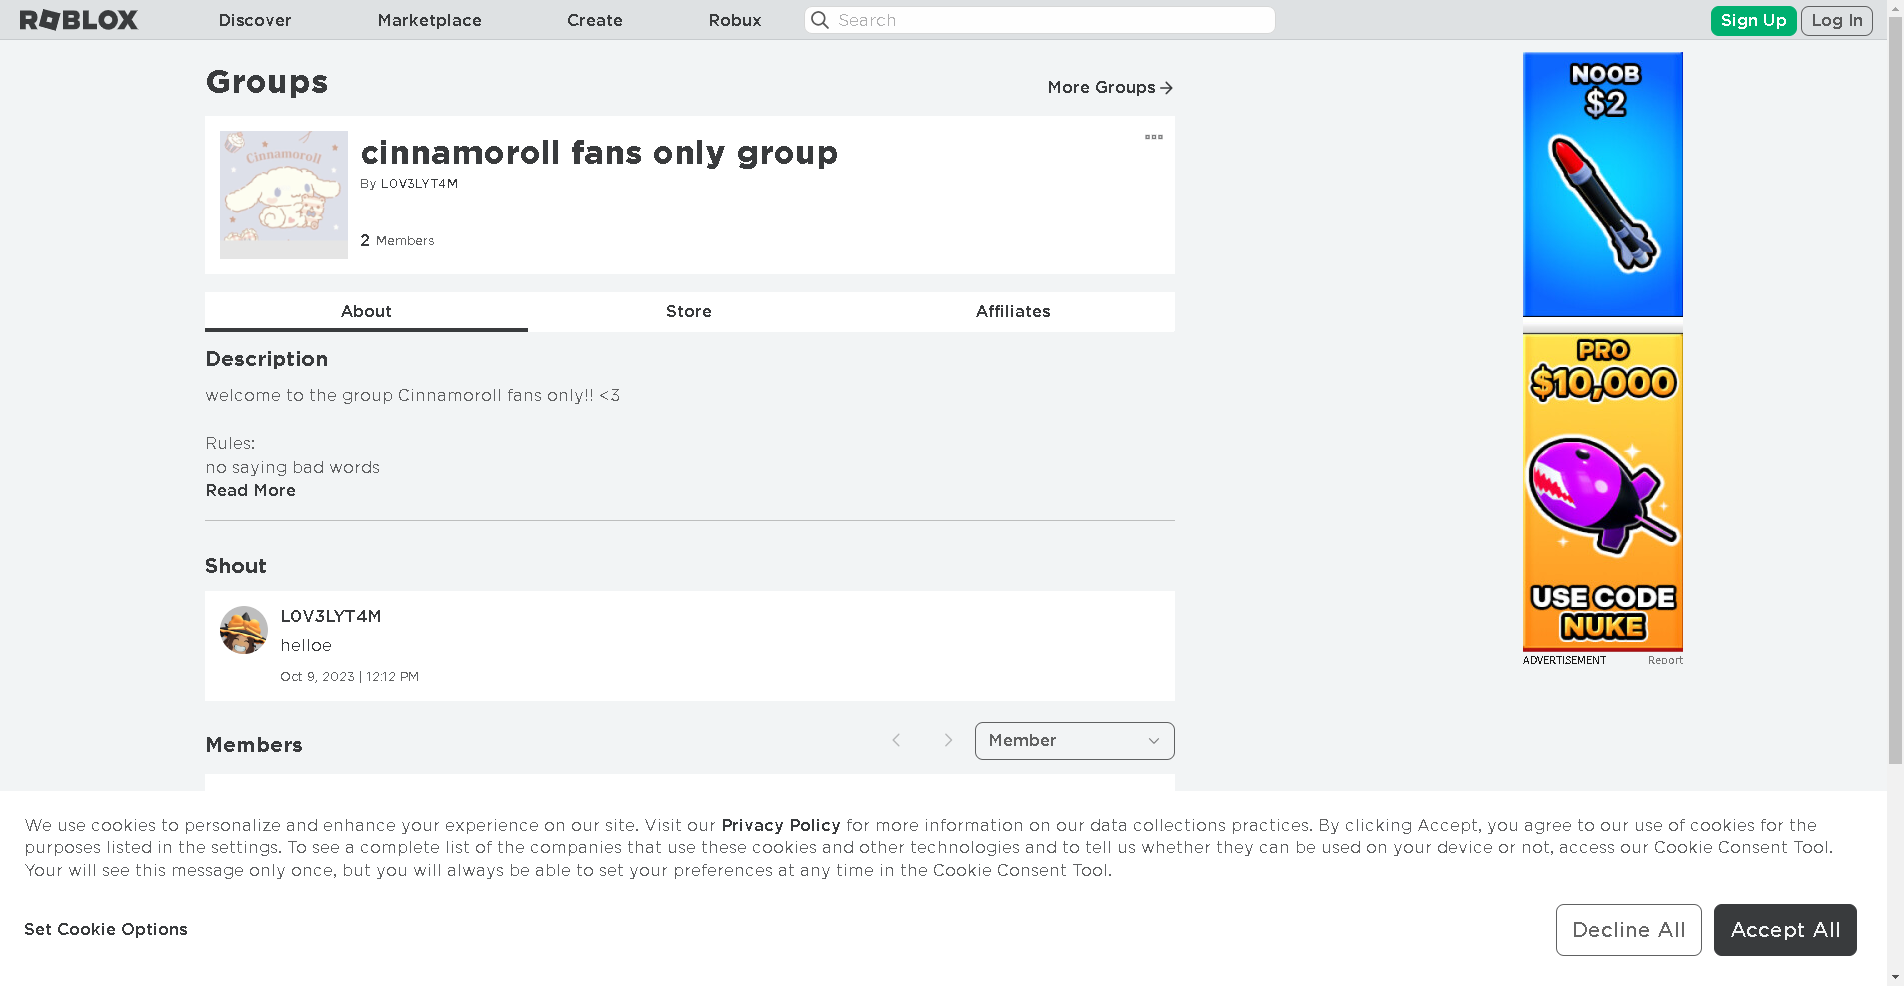 ROBLOX
Discover
Marketplace
Create
Robux
Search
Sign Up
Log In
Groups
More Groups
Cinnamoroll
cinnamoroll fans only group
By L0V3LYT4M
2 Members
About
Store
Affiliates
Description
welcome to the group Cinnamoroll fans only!! <3
Rules:
no saying bad words
Read More
Shout
L0V3LYT4M
helloe
Oct 9, 2023 | 12:12 PM
Members
Member
NOOB
$2
PRO
$10,000
USE CODE
NUKE
ADVERTISEMENT
Report
We use cookies to personalize and enhance your experience on our site. Visit our Privacy Policy for more information on our data collections practices. By clicking Accept, you agree to our use of cookies for the
purposes listed in the settings. To see a complete list of the companies that use these cookies and other technologies and to tell us whether they can be used on your device or not, access our Cookie Consent Tool.
Your will see this message only once, but you will always be able to set your preferences at any time in the Cookie Consent Tool.
Set Cookie Options
Decline All
Accept All